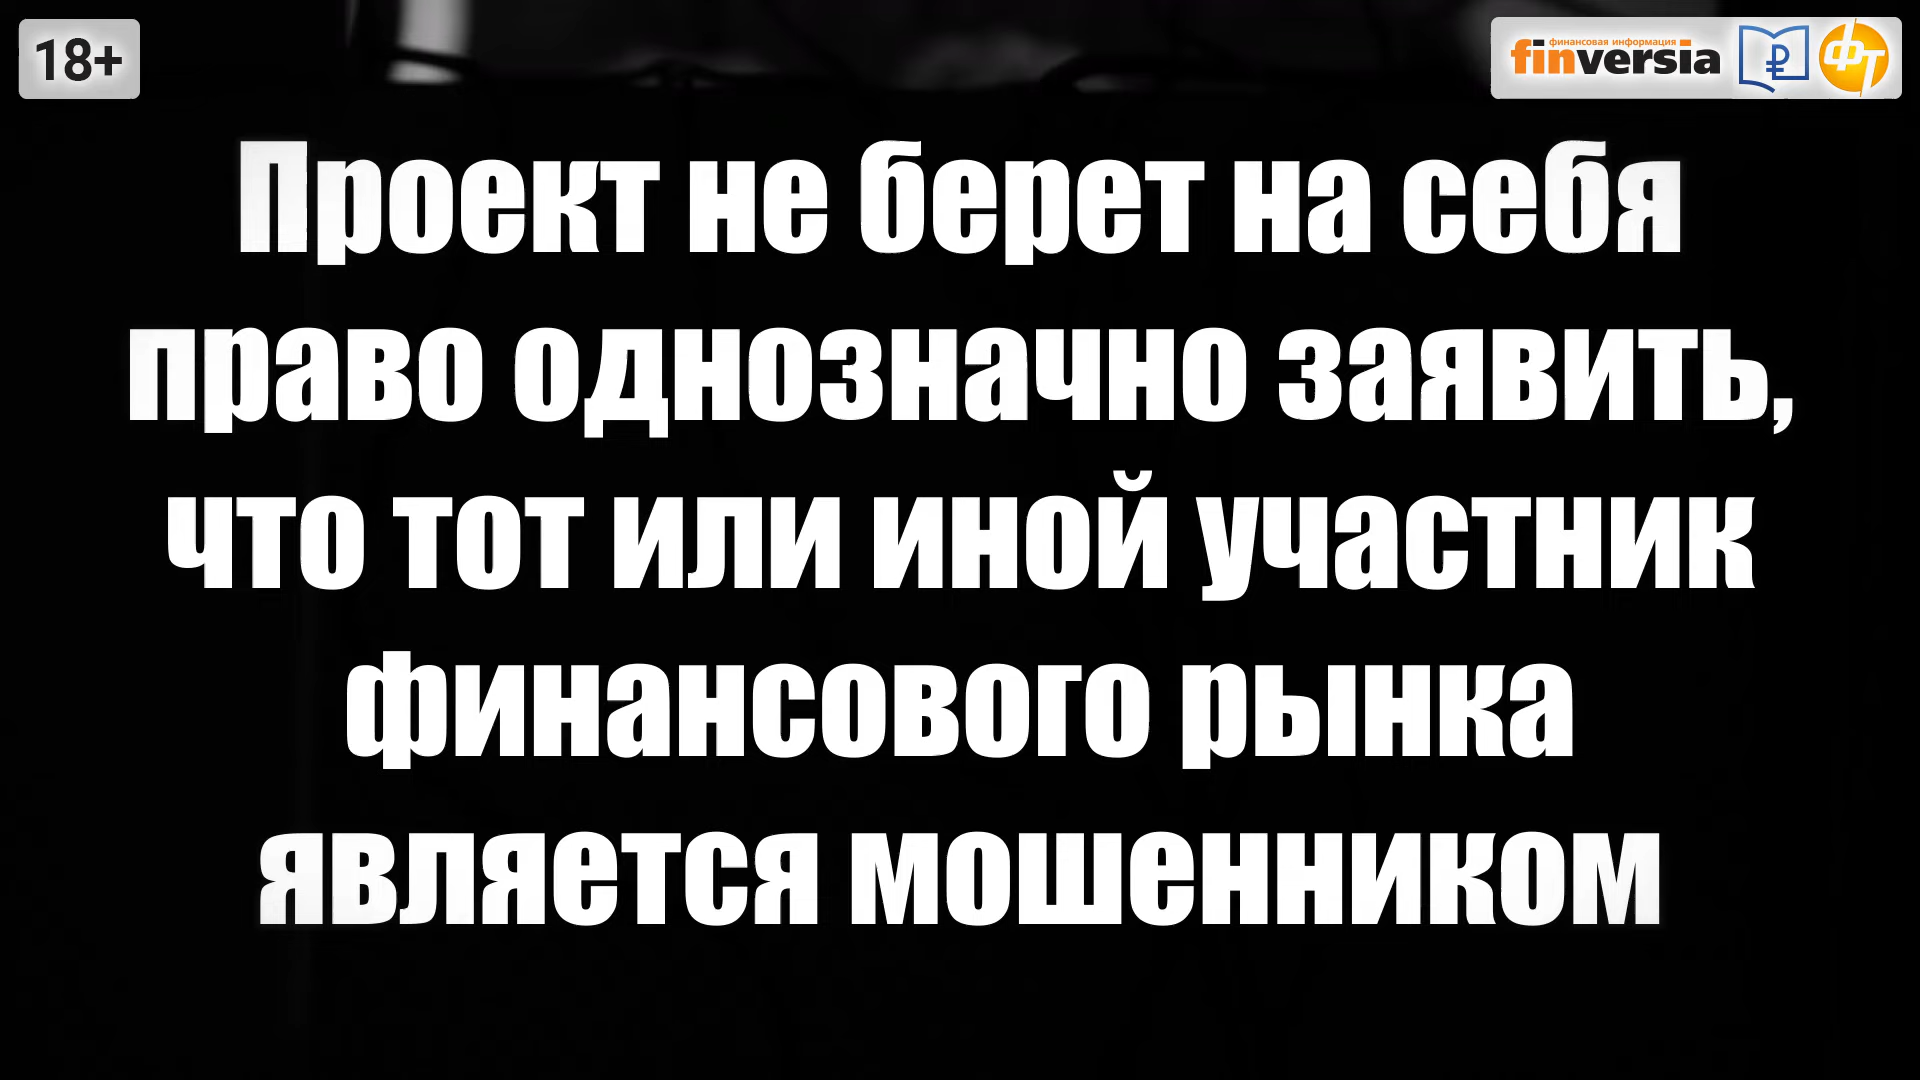 18+
финансовая информация
finversia
ФТ
Проект не берет на себя
право однозначно заявить,
что тот или иной участник
финансового рынка
является мошенником